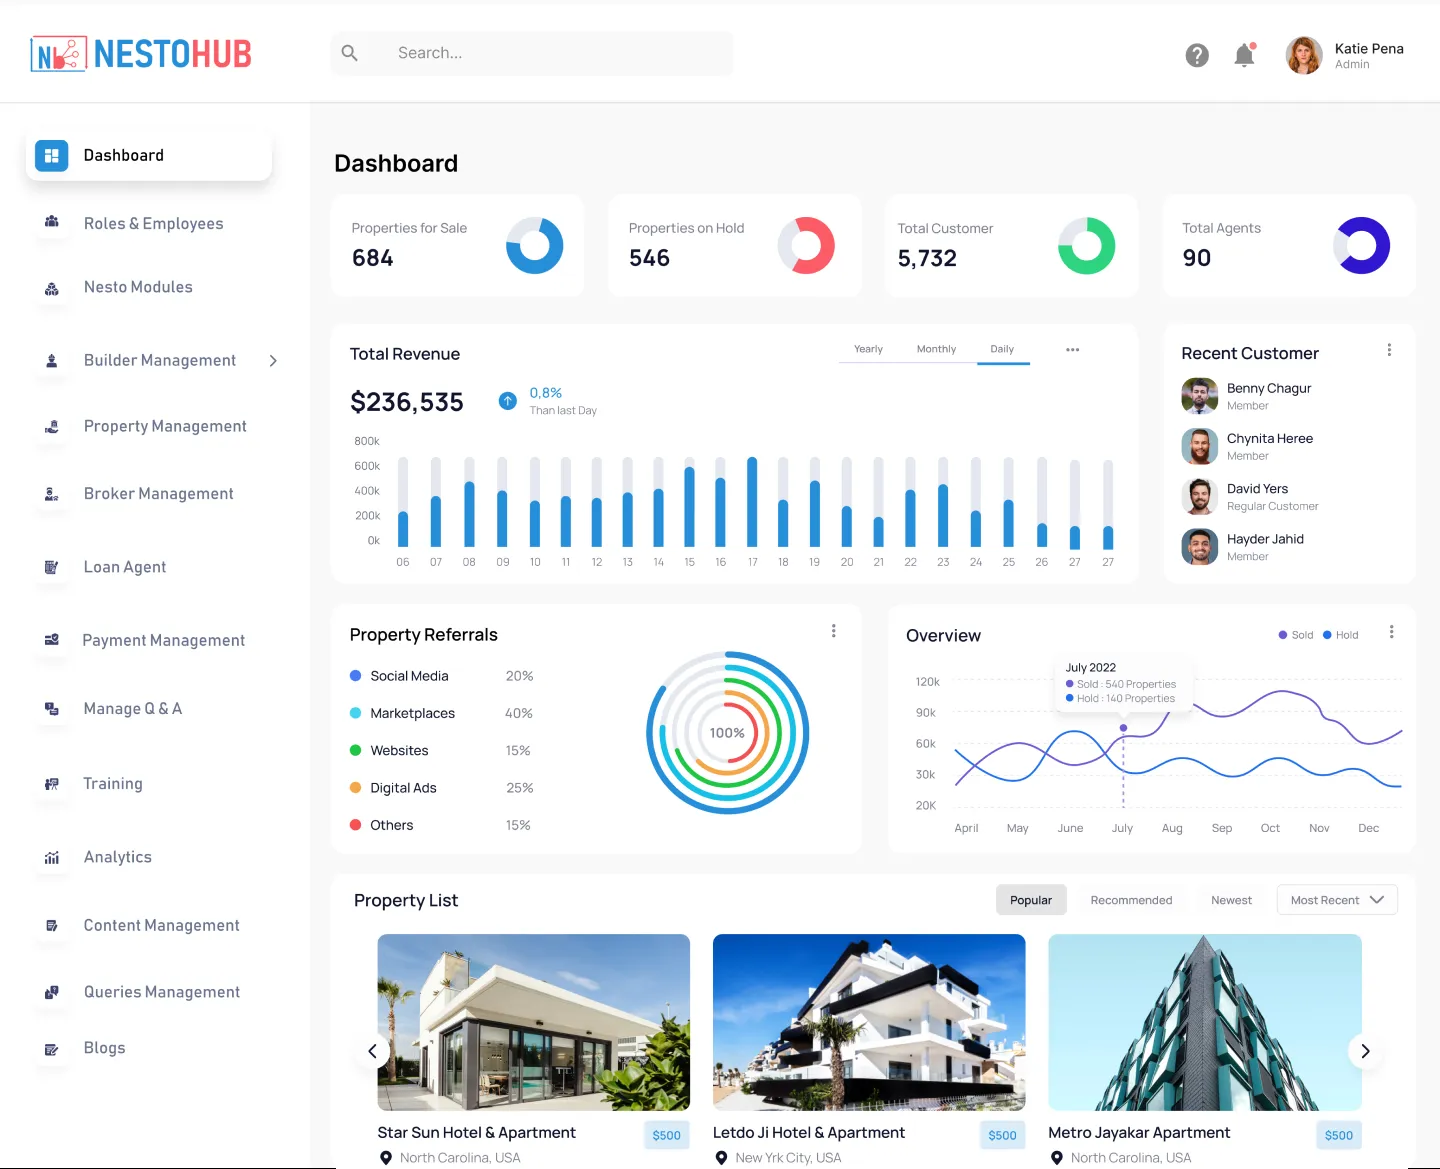 NESTOHUB
Search...
Katie Pena
Admin
Dashboard
Roles & Employees
Nesto Modules
Builder Management
Property Management
Broker Management
Loan Agent
Payment Management
Manage Q & A
Training
Analytics
Content Management
Queries Management
Blogs
Dashboard
Properties for Sale
684
Properties on Hold
546
Total Customer
5,732
Total Agents
90
Total Revenue
Yearly Monthly Daily
$236,535
0,8%
Than last Day
800k
600k
400k
200k
0k
06 07 08 09 10 11 12 13 14 15 16 17 18 19 20 21 22 23 24 25 26 27 27
Recent Customer
Benny Chagur
Member
Chynita Heree
Member
David Yers
Regular Customer
Hayder Jahid
Member
Property Referrals
Social Media 20%
Marketplaces 40%
Websites 15%
Digital Ads 25%
Others 15%
100%
Overview
Sold Hold
July 2022
Sold : 540 Properties
Hold : 140 Properties
120k
90k
60k
30k
20K
April May June July Aug Sep Oct Nov Dec
Property List
Popular Recommended Newest Most Recent
Star Sun Hotel & Apartment $500
North Carolina, USA
Letdo Ji Hotel & Apartment $500
New Yrk City, USA
Metro Jayakar Apartment $500
North Carolina, USA